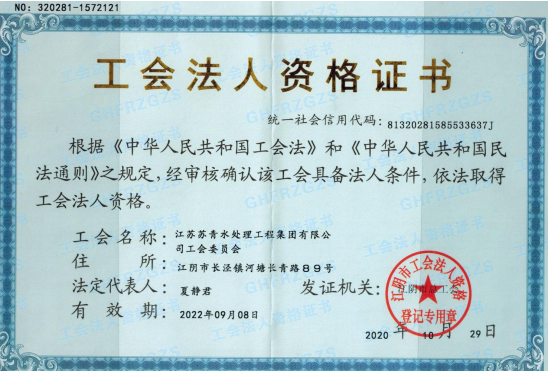 NO: 320281-1572121
工会法人资格证书
统一社会信用代码：81320281585533637J
根据《中华人民共和国工会法》和《中华人民共和国民
法通则》之规定，经审核确认该工会具备法人条件，依法取得
工会法人资格。
工会名称：江苏苏青水处理工程集团有限公
司工会委员会
住所：江阴市长泾镇河塘长青路89号
法定代表人：夏静君
发证机关：江阴市总工会
有效期：2022年09月08日
江阴市工会法人资格
登记专用章
2020 年 10 月 29日